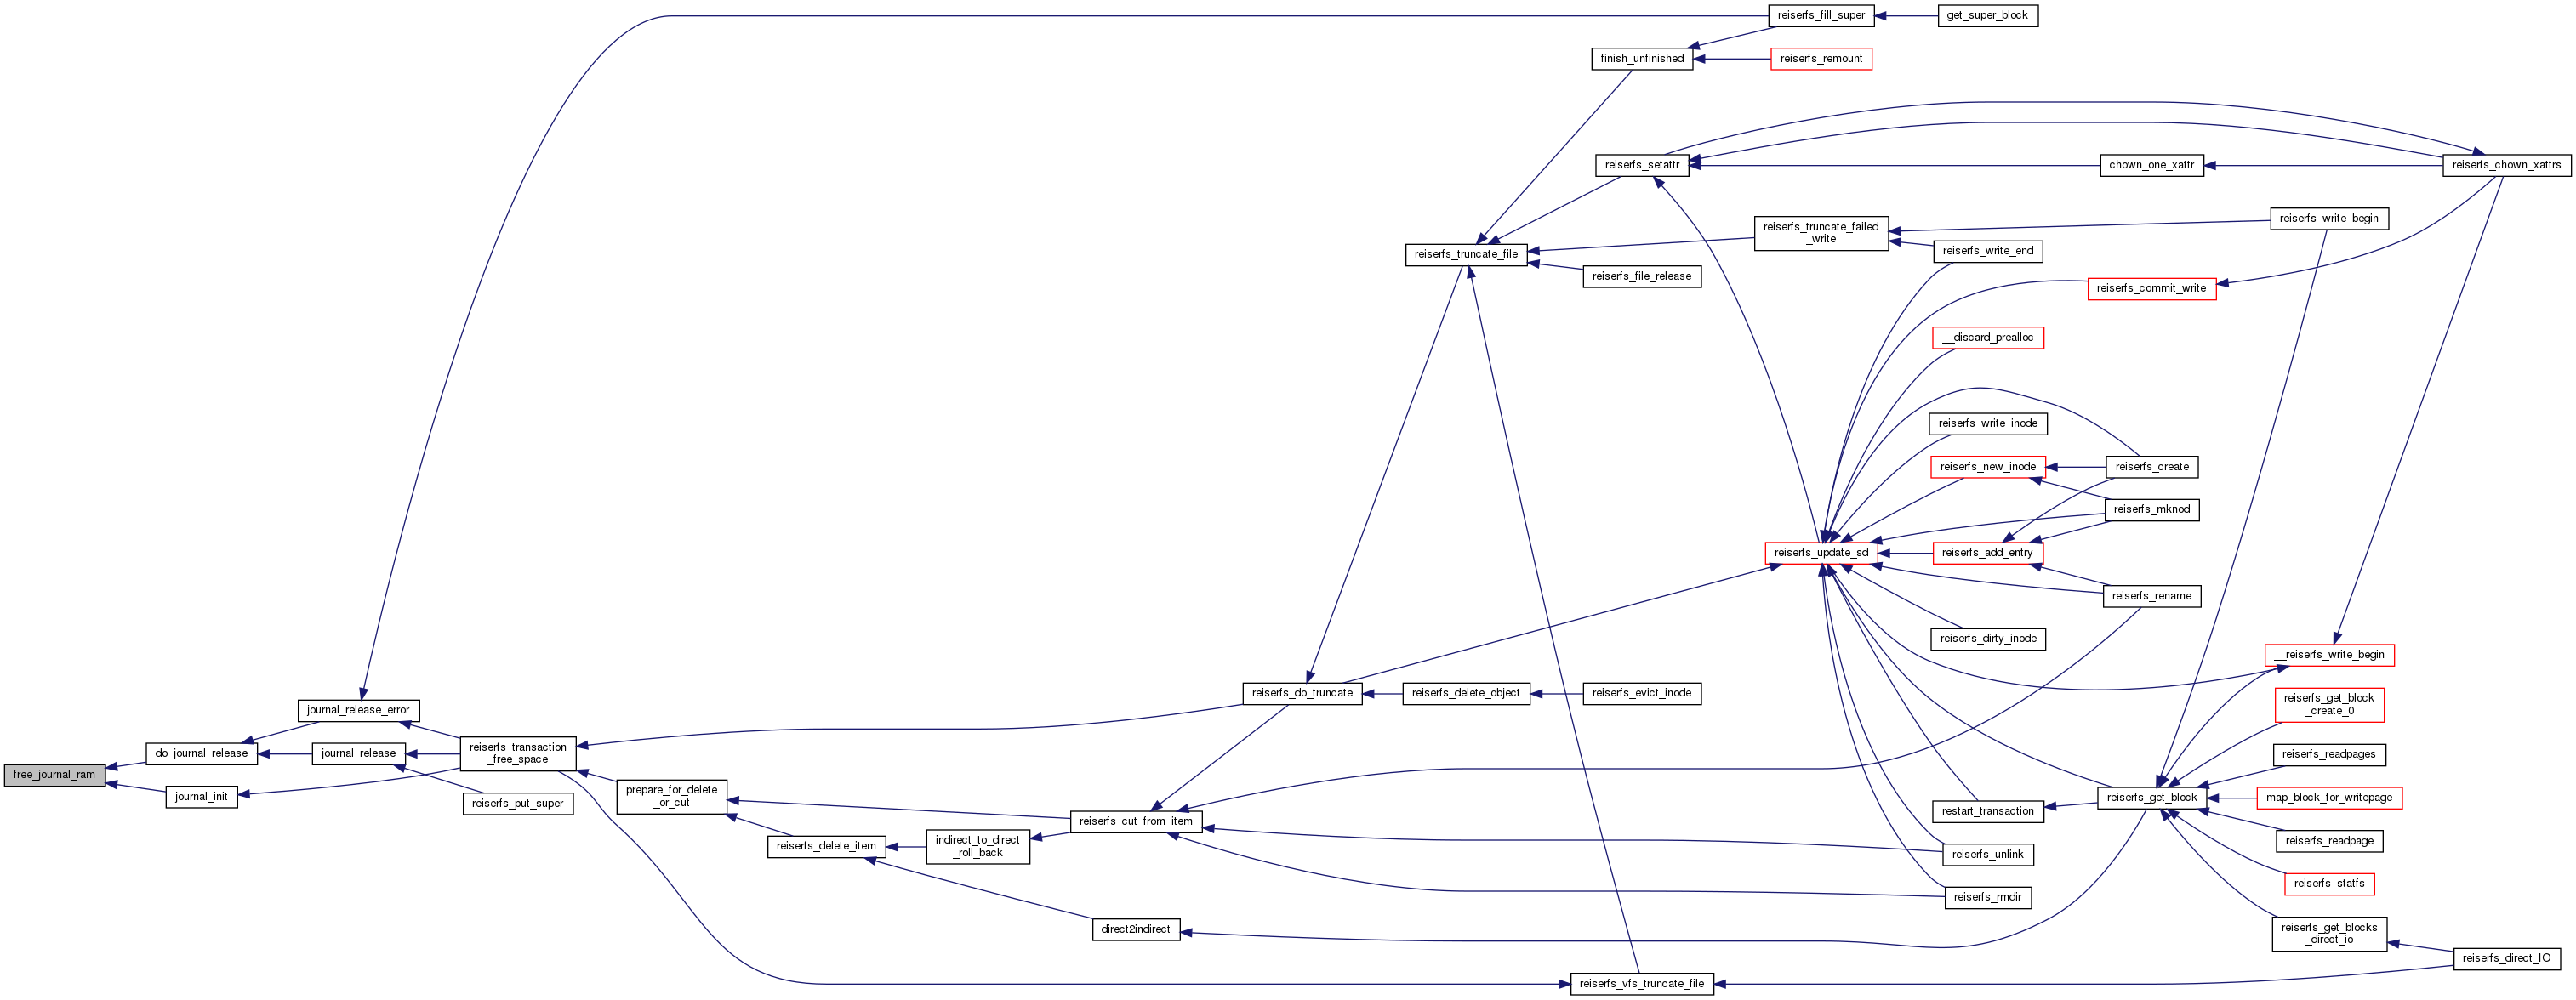 reiserfs_fill_super
get_super_block
finish_unfinished
reiserfs_remount
reiserfs_setattr
chown_one_xattr
reiserfs_chown_xattrs
reiserfs_truncate_failed
_write
reiserfs_write_begin
reiserfs_truncate_file
reiserfs_write_end
reiserfs_file_release
reiserfs_commit_write
__discard_prealloc
reiserfs_write_inode
reiserfs_new_inode
reiserfs_create
reiserfs_mknod
reiserfs_update_sd
reiserfs_add_entry
reiserfs_rename
reiserfs_dirty_inode
__reiserfs_write_begin
reiserfs_do_truncate
reiserfs_delete_object
reiserfs_evict_inode
reiserfs_get_block
_create_0
journal_release_error
do_journal_release
journal_release
reiserfs_transaction
_free_space
reiserfs_readpages
free_journal_ram
journal_init
reiserfs_put_super
prepare_for_delete
_or_cut
reiserfs_get_block
map_block_for_writepage
restart_transaction
reiserfs_cut_from_item
reiserfs_delete_item
indirect_to_direct
_roll_back
reiserfs_readpage
reiserfs_unlink
reiserfs_statfs
reiserfs_rmdir
direct2indirect
reiserfs_get_blocks
_direct_io
reiserfs_direct_IO
reiserfs_vfs_truncate_file